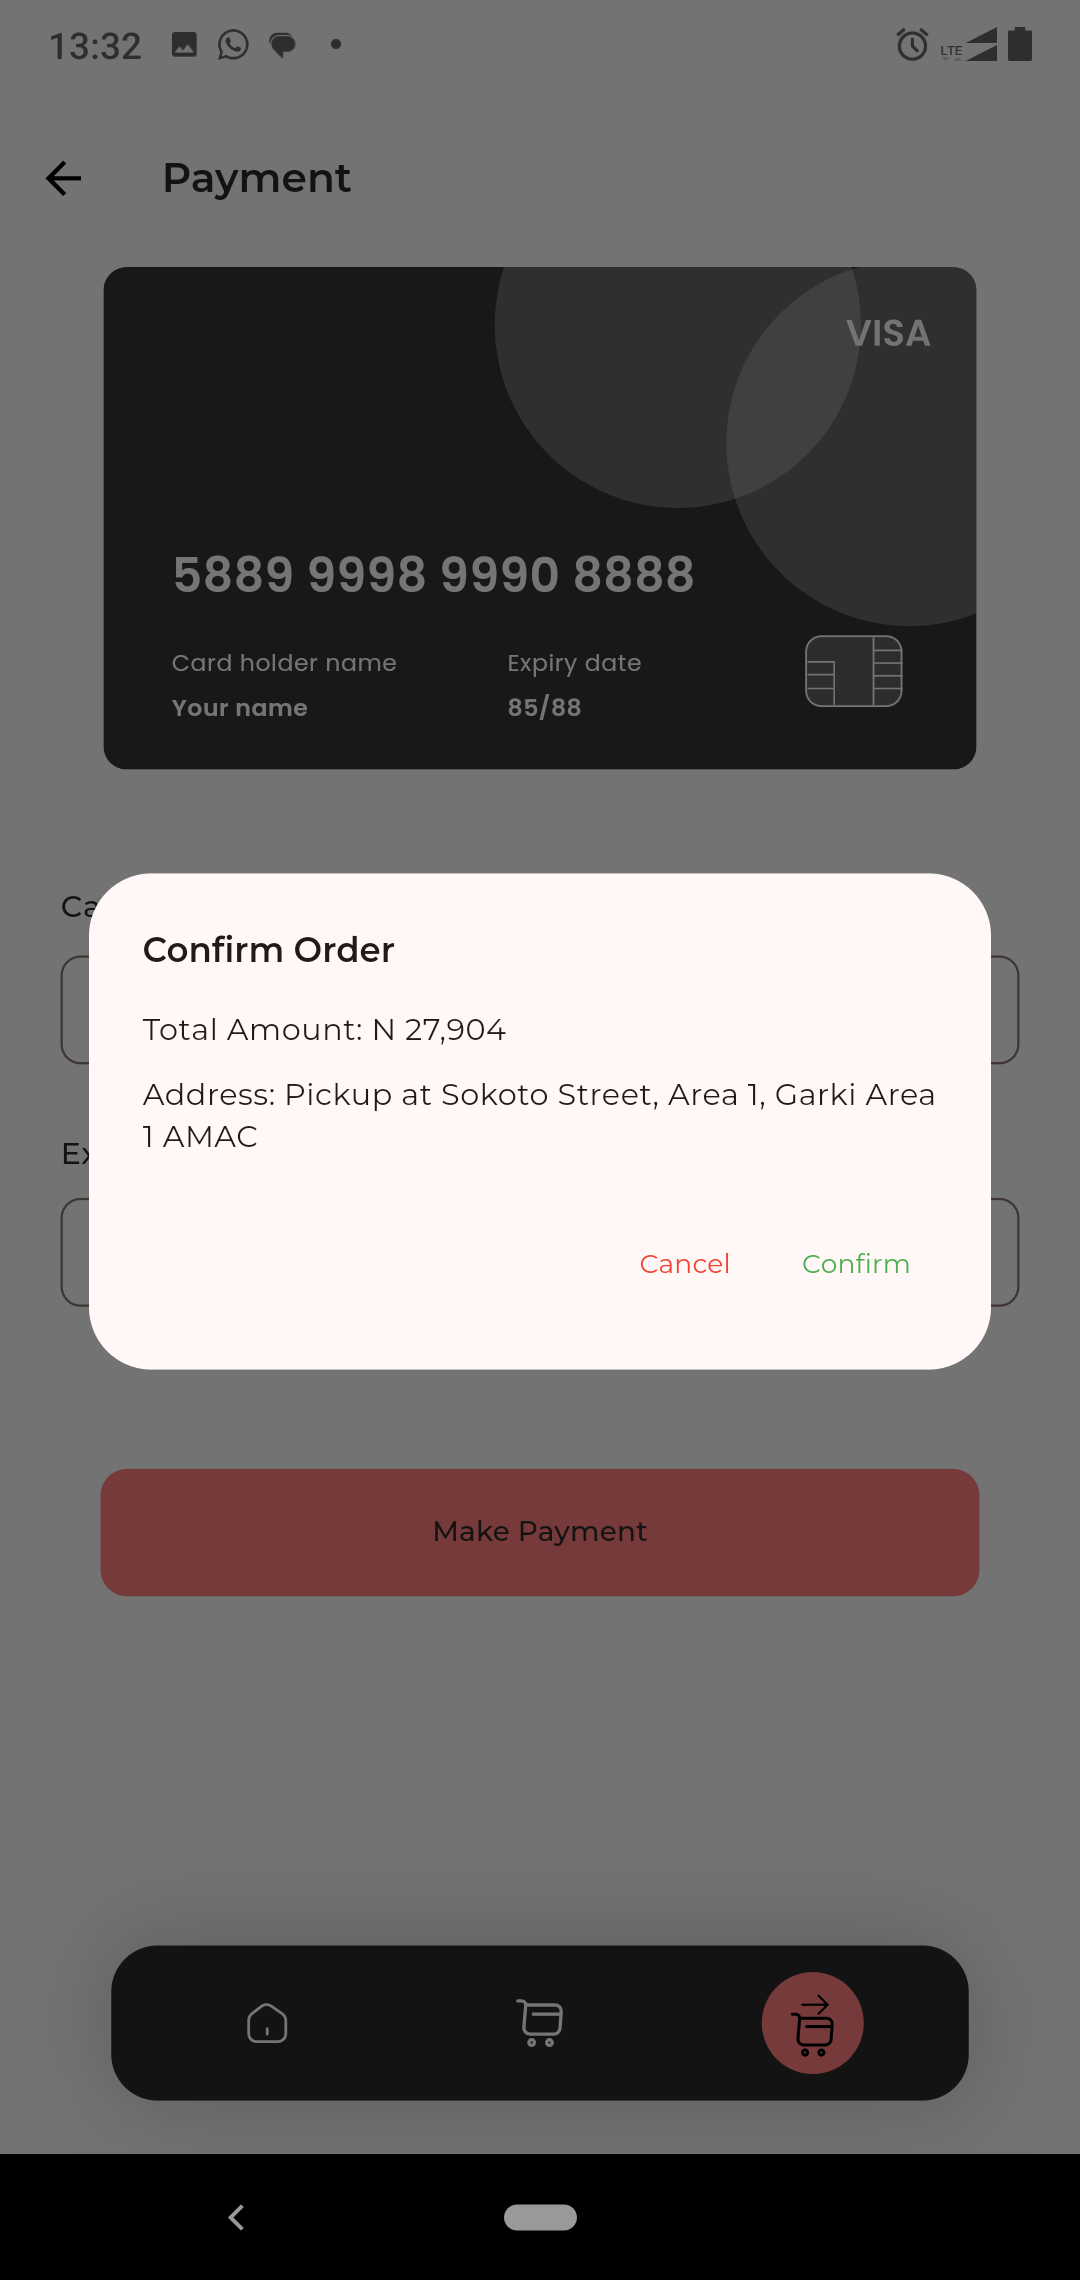 13:32
LTE
Payment
VISA
5889 9998 9990 8888
Card holder name
Expiry date
Your name
85/88
Ca
Confirm Order
Total Amount: N 27,904
Address: Pickup at Sokoto Street, Area 1, Garki Area
1 AMAC
Ex
Cancel
Confirm
Make Payment